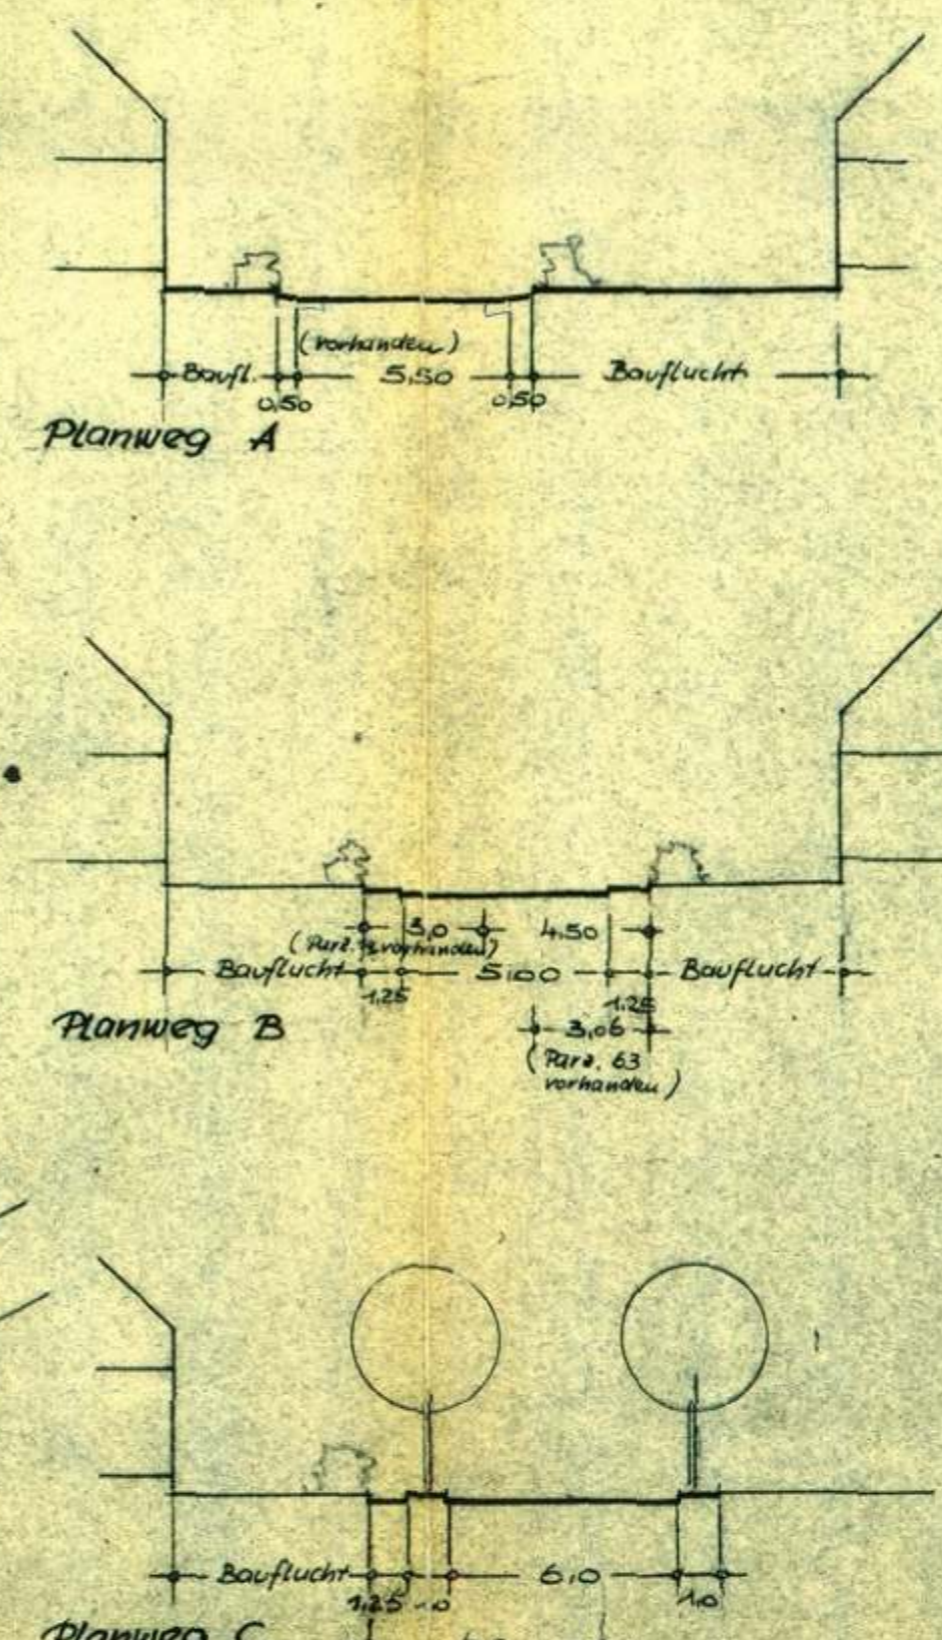 (vorhanden)
Baufl. 5,50 Bauflucht
0,50 0,50
Planweg A
3,0 4.50
(Parz. vorhanden)
Bauflucht 5.00 Bauflucht
1.25 1.25
Planweg B
3,06
(Parz. 63
vorhanden)
Bauflucht 6,0
1,25 1,0 1,0
Planweg C